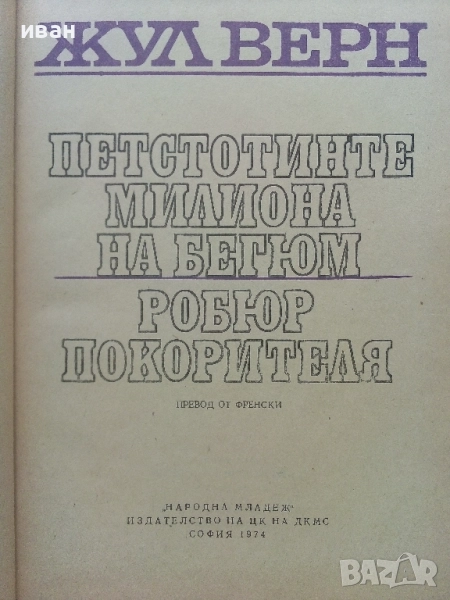 иван
ЖУЛ ВЕРН
ПЕТСТОТИНТЕ
МИЛИОНА
НА БЕГЮМ
РОБЮР
ПОКОРИТЕЛЯ
ПРЕВОД ОТ ФРЕНСКИ
„НАРОДНА МЛАДЕЖ“
ИЗДАТЕЛСТВО НА ЦК НА ДКМС
СОФИЯ 1974
BAZAR